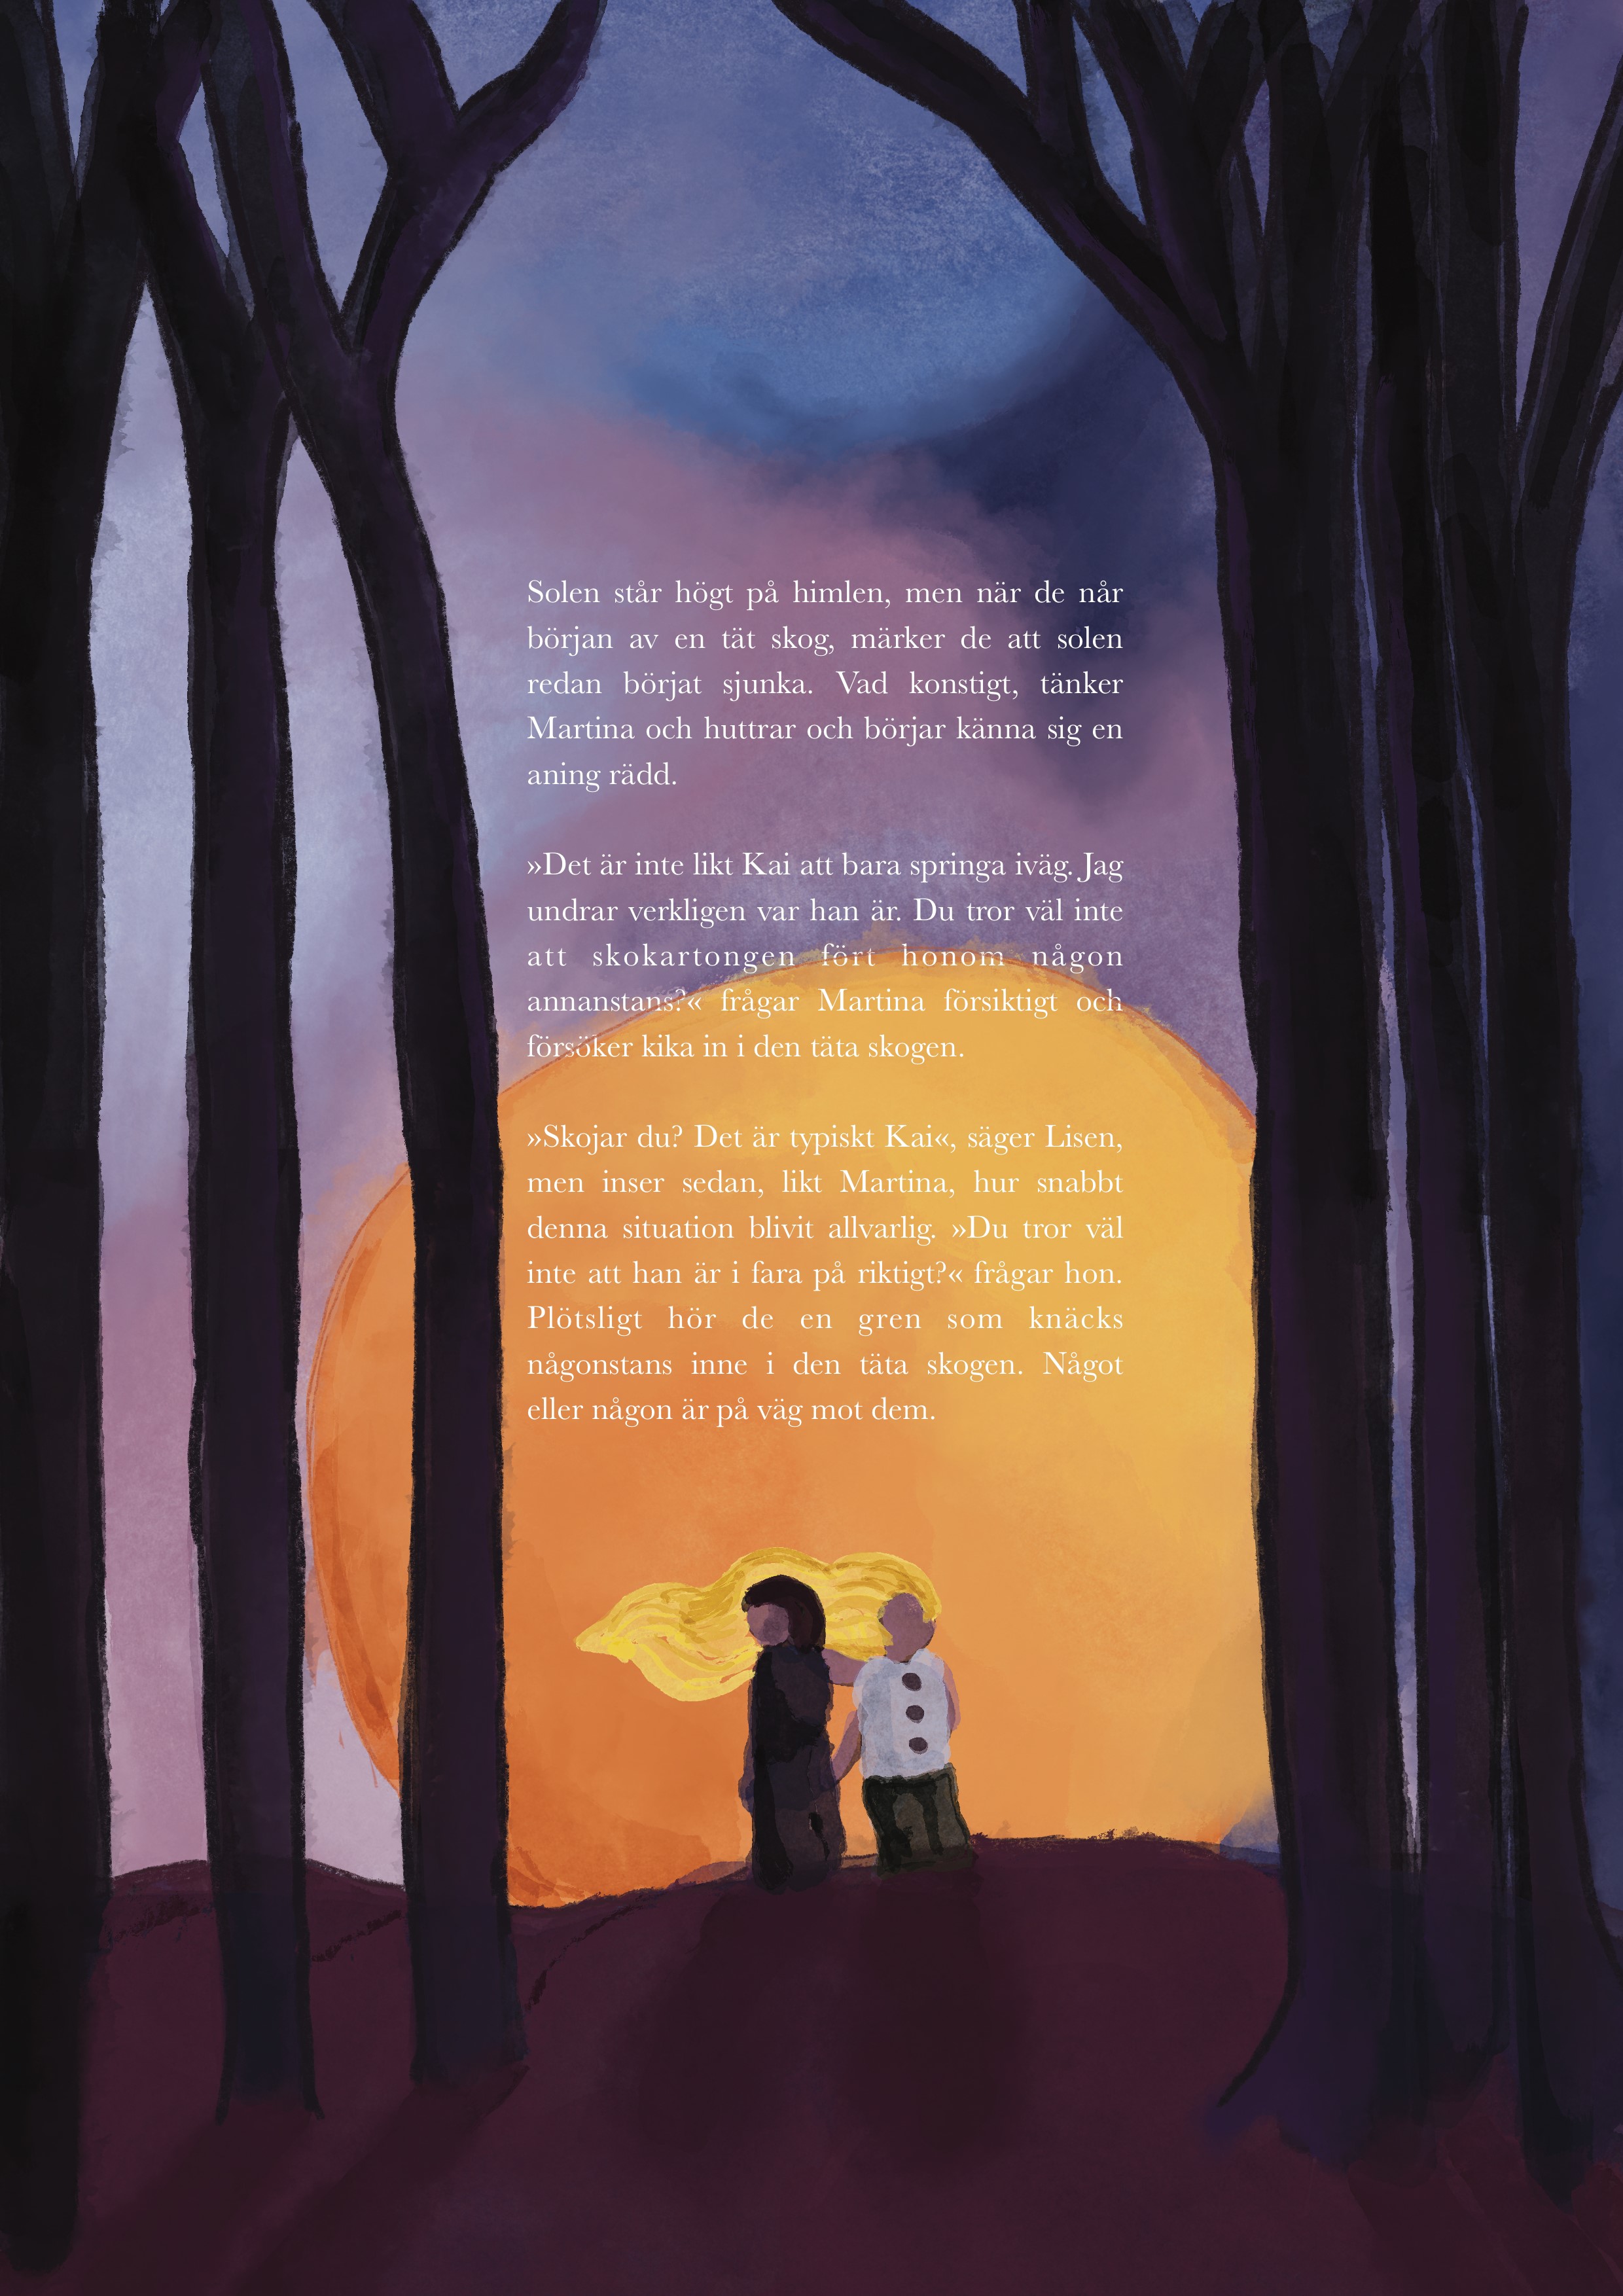 Solen står högt på himlen, men när de når
början av en tät skog, märker de att solen
redan börjat sjunka. Vad konstigt, tänker
Martina och huttrar och börjar känna sig en
aning rädd.
»Det är inte likt Kai att bara springa iväg. Jag
undrar verkligen var han är. Du tror väl inte
att skokartongen fört honom någon
annanstans?« frågar Martina försiktigt och
försöker kika in i den täta skogen.
»Skojar du? Det är typiskt Kai«, säger Lisen,
men inser sedan, likt Martina, hur snabbt
denna situation blivit allvarlig. »Du tror väl
inte att han är i fara på riktigt?« frågar hon.
Plötsligt hör de en gren som knäcks
någonstans inne i den täta skogen. Något
eller någon är på väg mot dem.